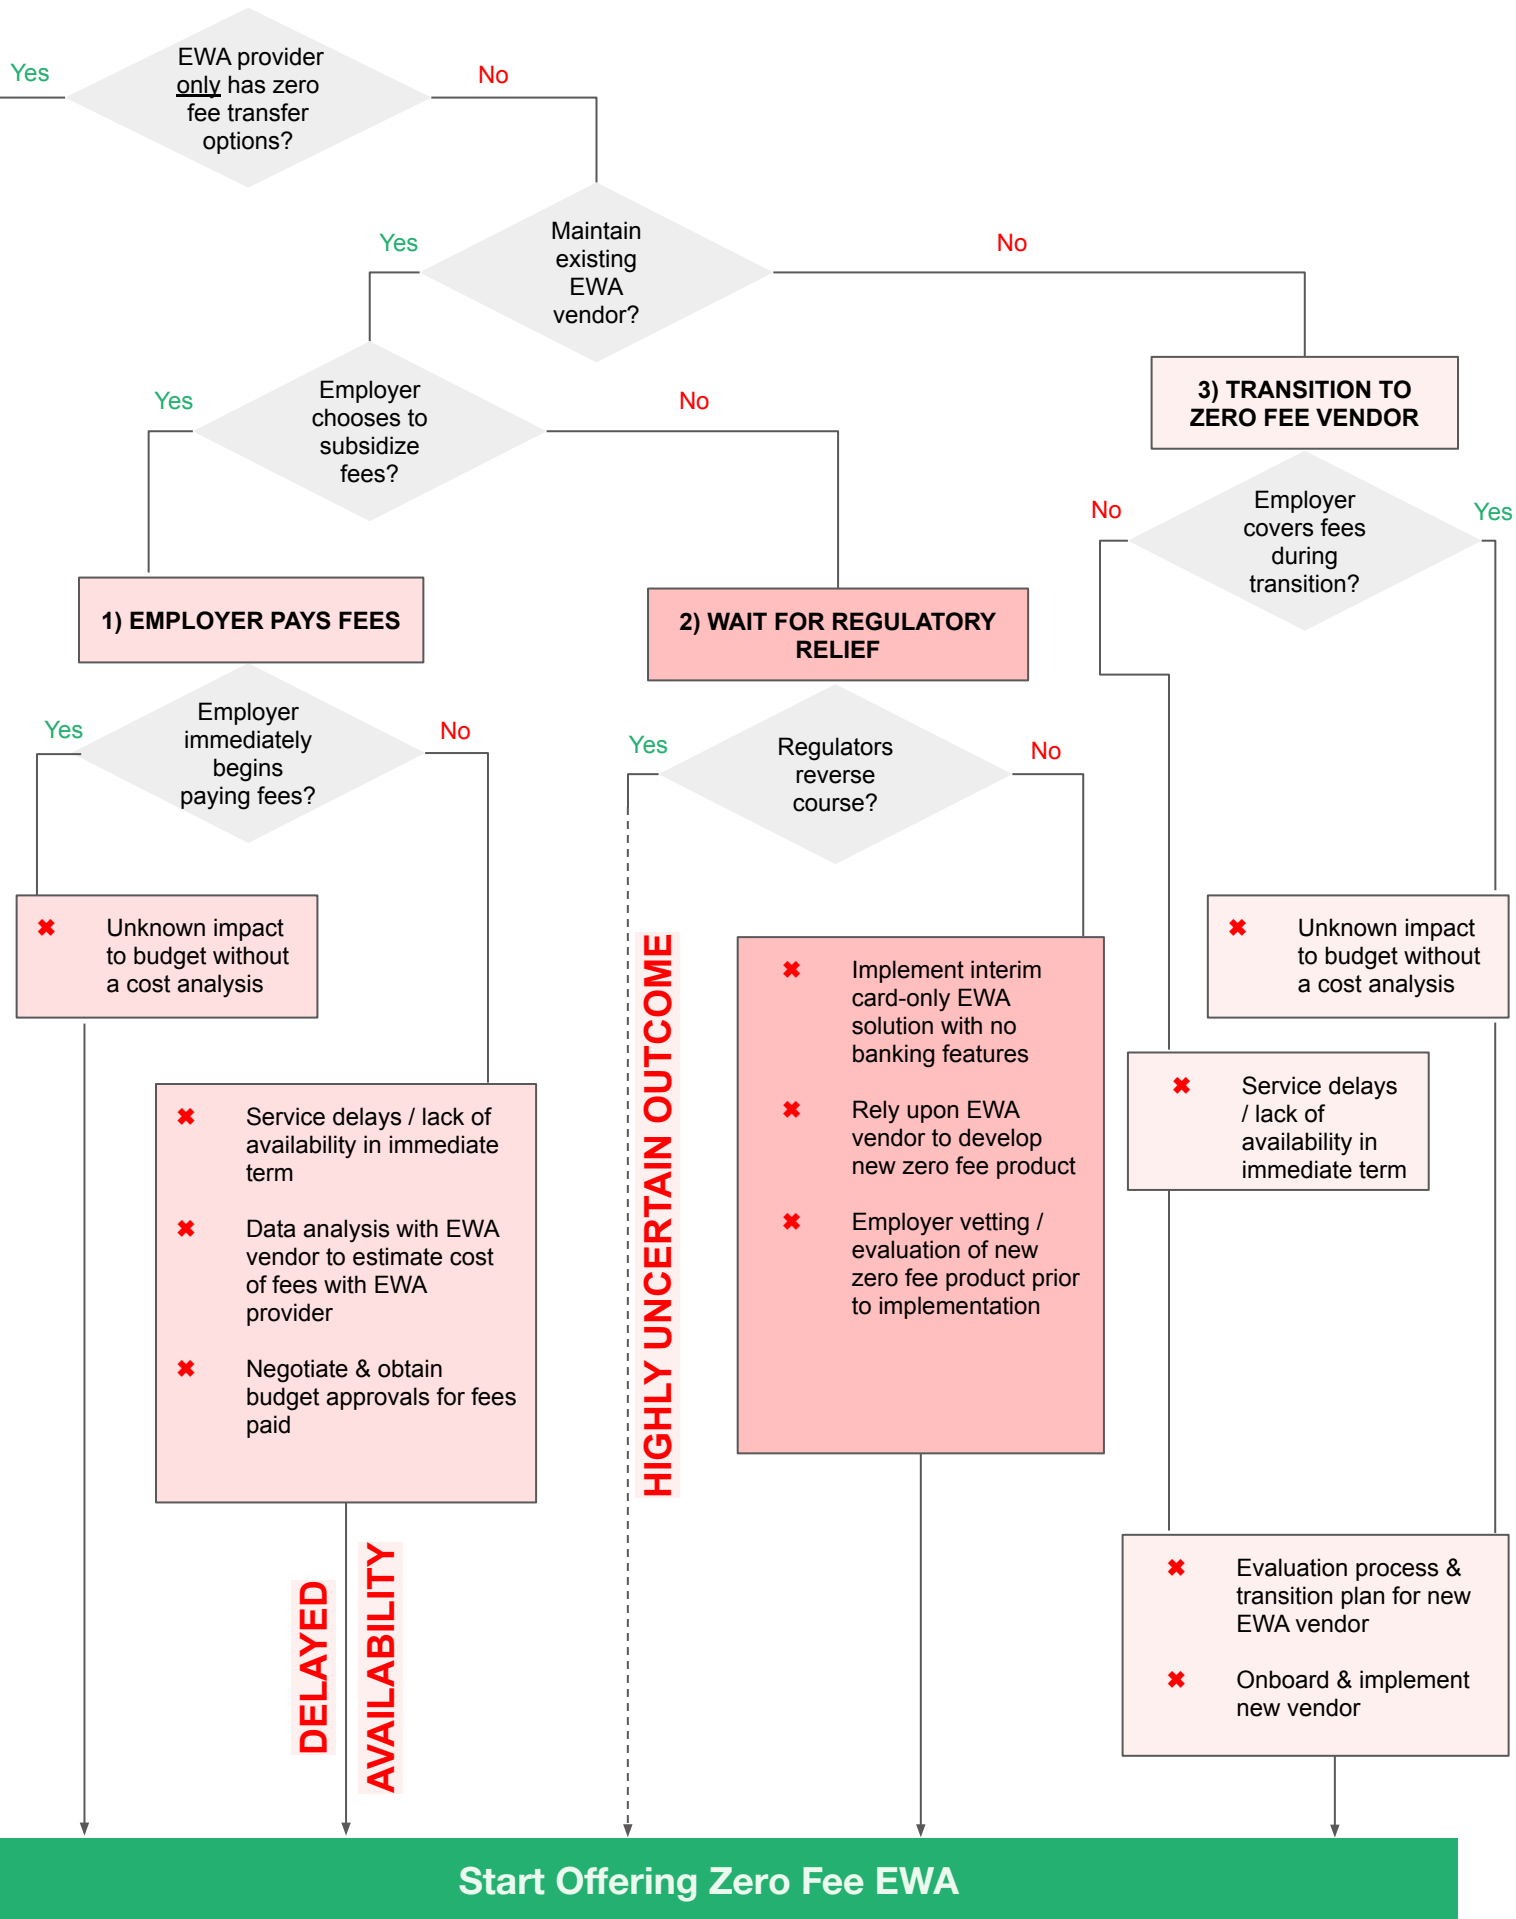 EWA provider
only has zero
fee transfer
options?
Yes
No
Maintain
existing
EWA
vendor?
Yes
No
Employer
chooses to
subsidize
fees?
Yes
No
3) TRANSITION TO
ZERO FEE VENDOR
Employer
covers fees
during
transition?
No
Yes
1) EMPLOYER PAYS FEES
2) WAIT FOR REGULATORY
RELIEF
Employer
immediately
begins
paying fees?
Yes
No
Regulators
reverse
course?
Yes
No
✖ Unknown impact
to budget without
a cost analysis
✖ Service delays / lack of
availability in immediate
term
✖ Data analysis with EWA
vendor to estimate cost
of fees with EWA
provider
✖ Negotiate & obtain
budget approvals for fees
paid
DELAYED
AVAILABILITY
HIGHLY UNCERTAIN OUTCOME
✖ Implement interim
card-only EWA
solution with no
banking features
✖ Rely upon EWA
vendor to develop
new zero fee product
✖ Employer vetting /
evaluation of new
zero fee product prior
to implementation
✖ Unknown impact
to budget without
a cost analysis
✖ Service delays
/ lack of
availability in
immediate term
✖ Evaluation process &
transition plan for new
EWA vendor
✖ Onboard & implement
new vendor
Start Offering Zero Fee EWA